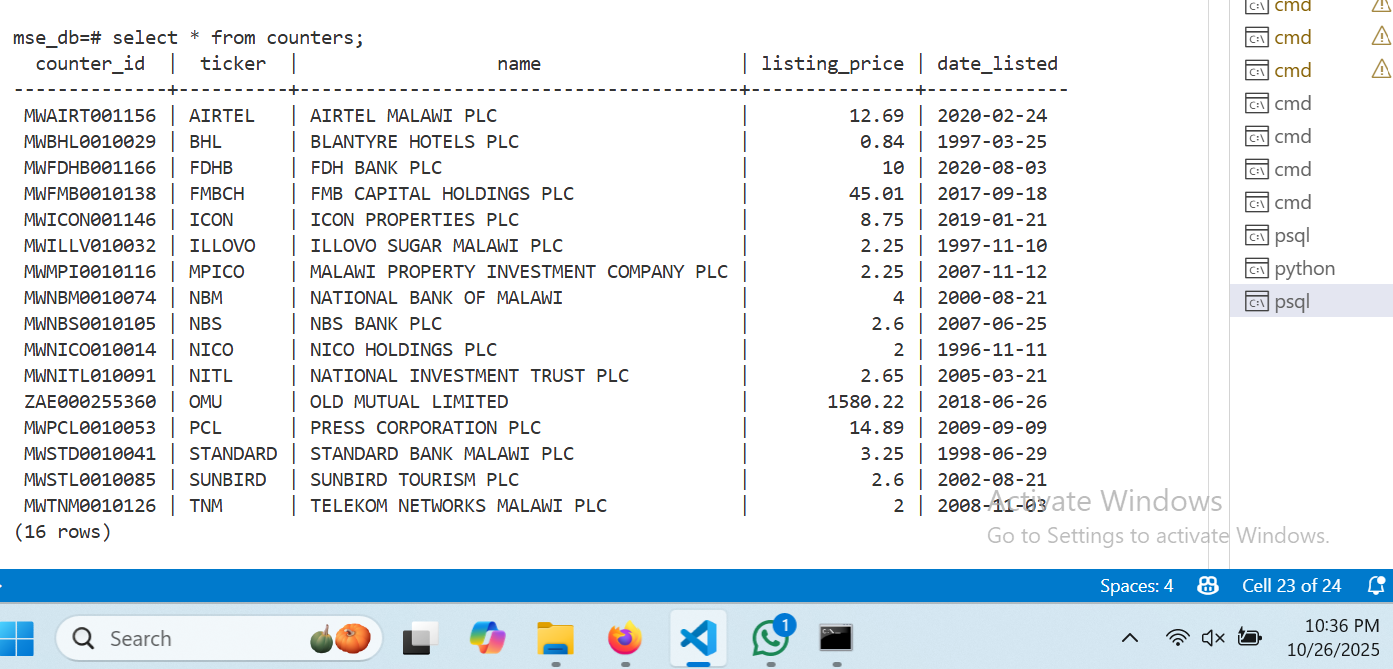 mse_db=# select * from counters;
counter_id | ticker | name | listing_price | date_listed
--------------+----------+----------------------------------------+---------------+-------------
MWAIRT001156 | AIRTEL | AIRTEL MALAWI PLC | 12.69 | 2020-02-24
MWBHL0010029 | BHL | BLANTYRE HOTELS PLC | 0.84 | 1997-03-25
MWFDHB001166 | FDHB | FDH BANK PLC | 10 | 2020-08-03
MWFMB0010138 | FMBCH | FMB CAPITAL HOLDINGS PLC | 45.01 | 2017-09-18
MWICON001146 | ICON | ICON PROPERTIES PLC | 8.75 | 2019-01-21
MWILLV010032 | ILLOVO | ILLOVO SUGAR MALAWI PLC | 2.25 | 1997-11-10
MWMPI0010116 | MPICO | MALAWI PROPERTY INVESTMENT COMPANY PLC | 2.25 | 2007-11-12
MWNBM0010074 | NBM | NATIONAL BANK OF MALAWI | 4 | 2000-08-21
MWNBS0010105 | NBS | NBS BANK PLC | 2.6 | 2007-06-25
MWNICO010014 | NICO | NICO HOLDINGS PLC | 2 | 1996-11-11
MWNITL010091 | NITL | NATIONAL INVESTMENT TRUST PLC | 2.65 | 2005-03-21
ZAE000255360 | OMU | OLD MUTUAL LIMITED | 1580.22 | 2018-06-26
MWPCL0010053 | PCL | PRESS CORPORATION PLC | 14.89 | 2009-09-09
MWSTD0010041 | STANDARD | STANDARD BANK MALAWI PLC | 3.25 | 1998-06-29
MWSTL0010085 | SUNBIRD | SUNBIRD TOURISM PLC | 2.6 | 2002-08-21
MWTNM0010126 | TNM | TELEKOM NETWORKS MALAWI PLC | 2 | 2008-11-03
(16 rows)
cmd
cmd
cmd
cmd
cmd
cmd
cmd
psql
python
psql
Activate Windows
Go to Settings to activate Windows.
Spaces: 4
Cell 23 of 24
Search
1
10:36 PM
10/26/2025